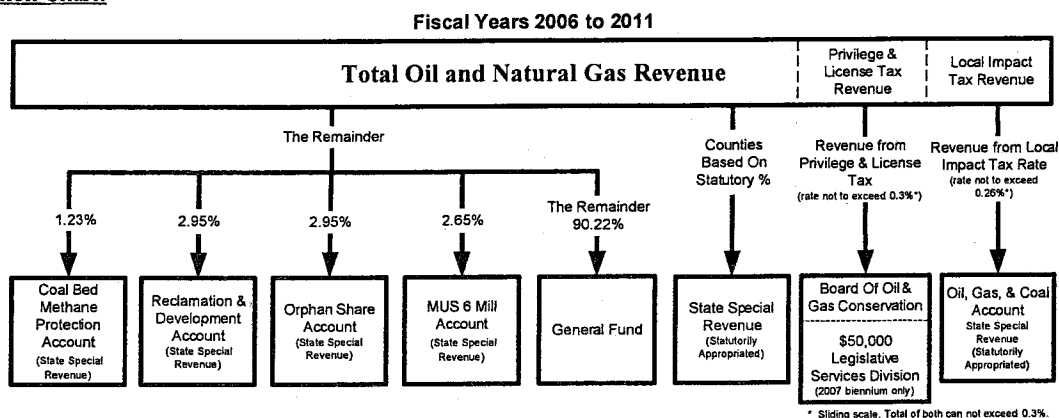 Fiscal Years 2006 to 2011
Total Oil and Natural Gas Revenue
Privilege &
License Tax
Revenue
Local Impact
Tax Revenue
The Remainder
Counties
Based On
Statutory %
Revenue from
Privilege & License
Tax
(rate not to exceed 0.3%*)
Revenue from Local
Impact Tax Rate
(rate not to exceed
0.26%*)
1.23%
2.95%
2.95%
2.65%
The Remainder
90.22%
Coal Bed
Methane
Protection
Account
(State Special
Revenue)
Reclamation &
Development
Account
(State Special
Revenue)
Orphan Share
Account
(State Special
Revenue)
MUS 6 Mill
Account
(State Special
Revenue)
General Fund
State Special
Revenue
(Statutorily
Appropriated)
Board Of Oil &
Gas Conservation
$50,000
Legislative
Services Division
(2007 biennium only)
Oil, Gas, & Coal
Account
State Special
Revenue
(Statutorily
Appropriated)
* Sliding scale. Total of both can not exceed 0.3%.